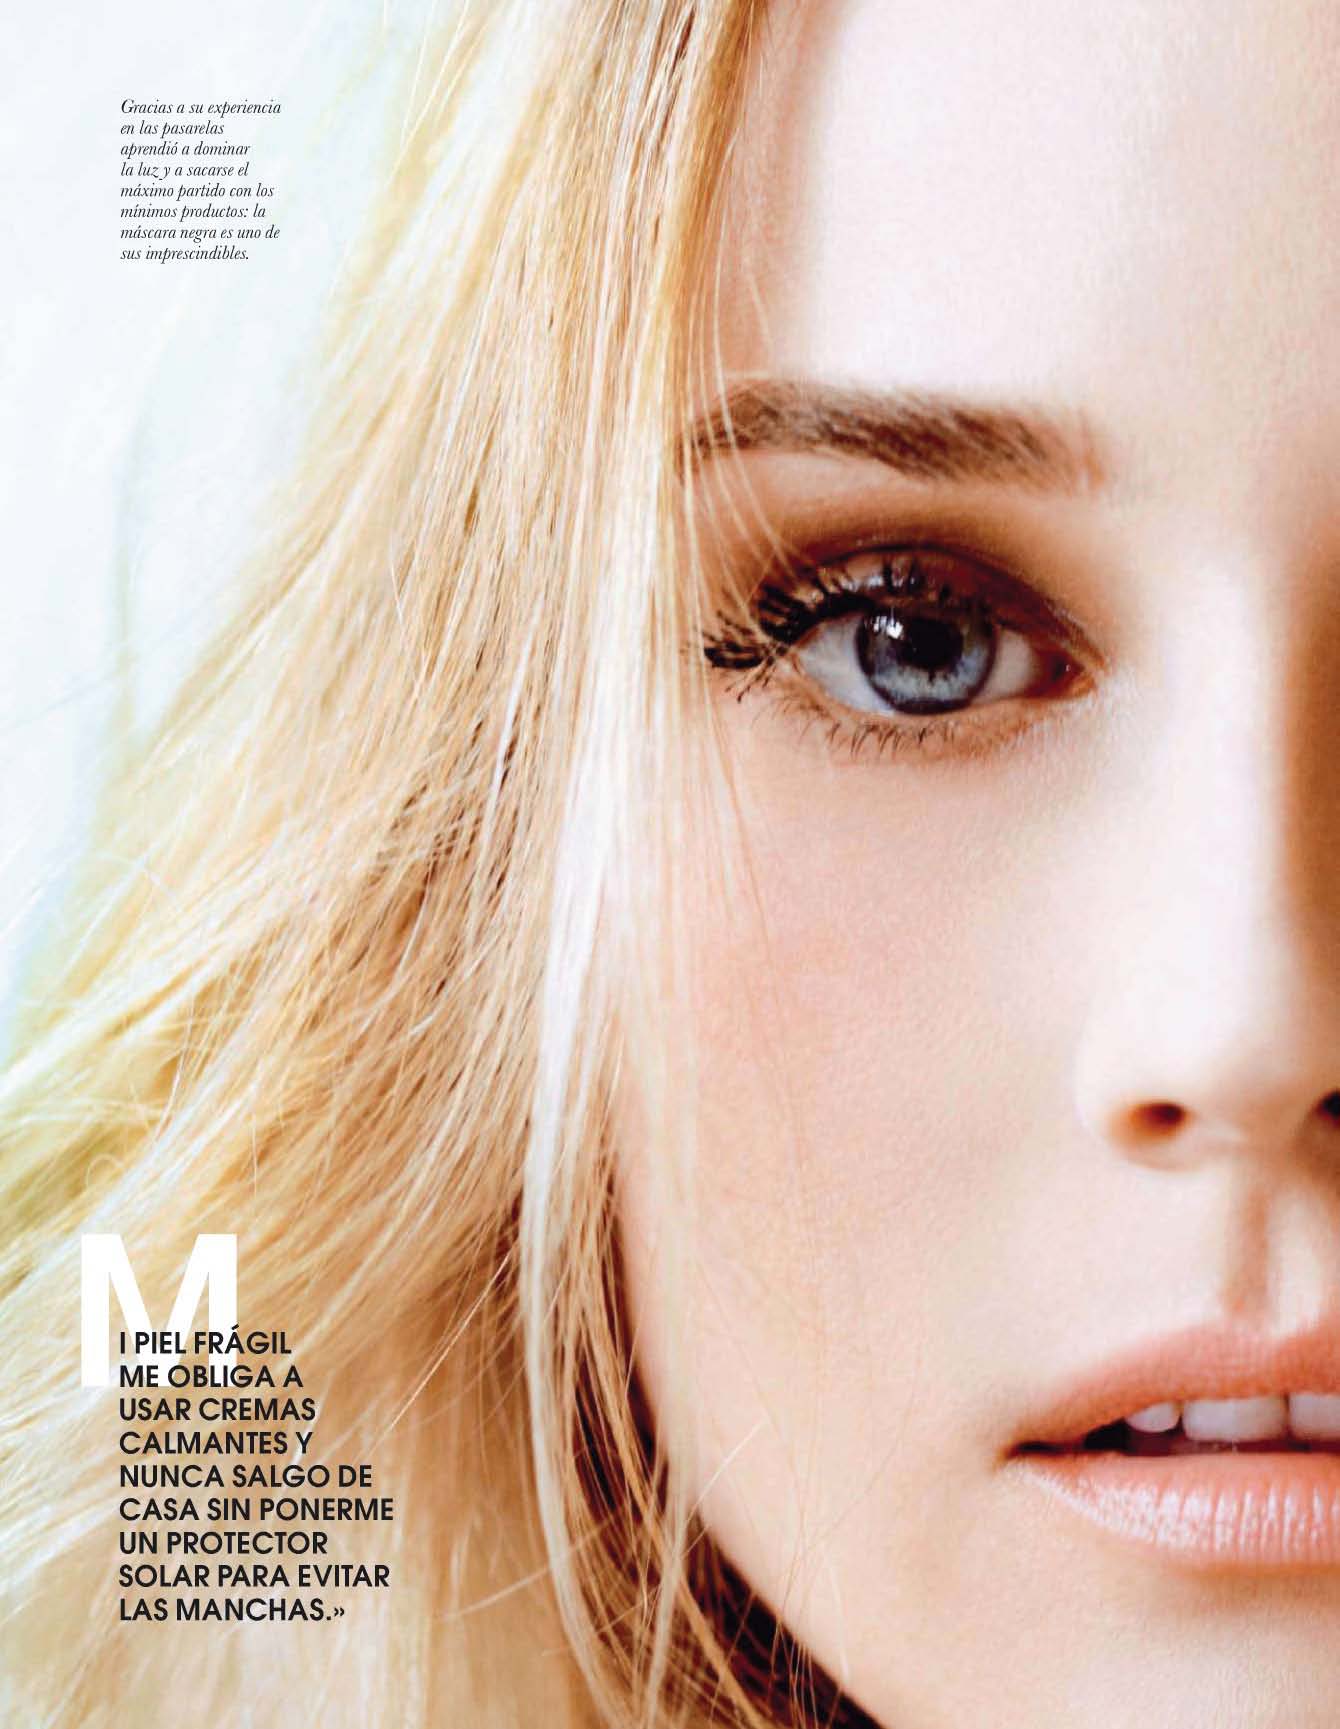 Gracias a su experiencia
en las pasarelas
aprendió a dominar
la luz y a sacarse el
máximo partido con los
mínimos productos: la
máscara negra es uno de
sus imprescindibles.
MI PIEL FRÁGIL
ME OBLIGA A
USAR CREMAS
CALMANTES Y
NUNCA SALGO DE
CASA SIN PONERME
UN PROTECTOR
SOLAR PARA EVITAR
LAS MANCHAS.»